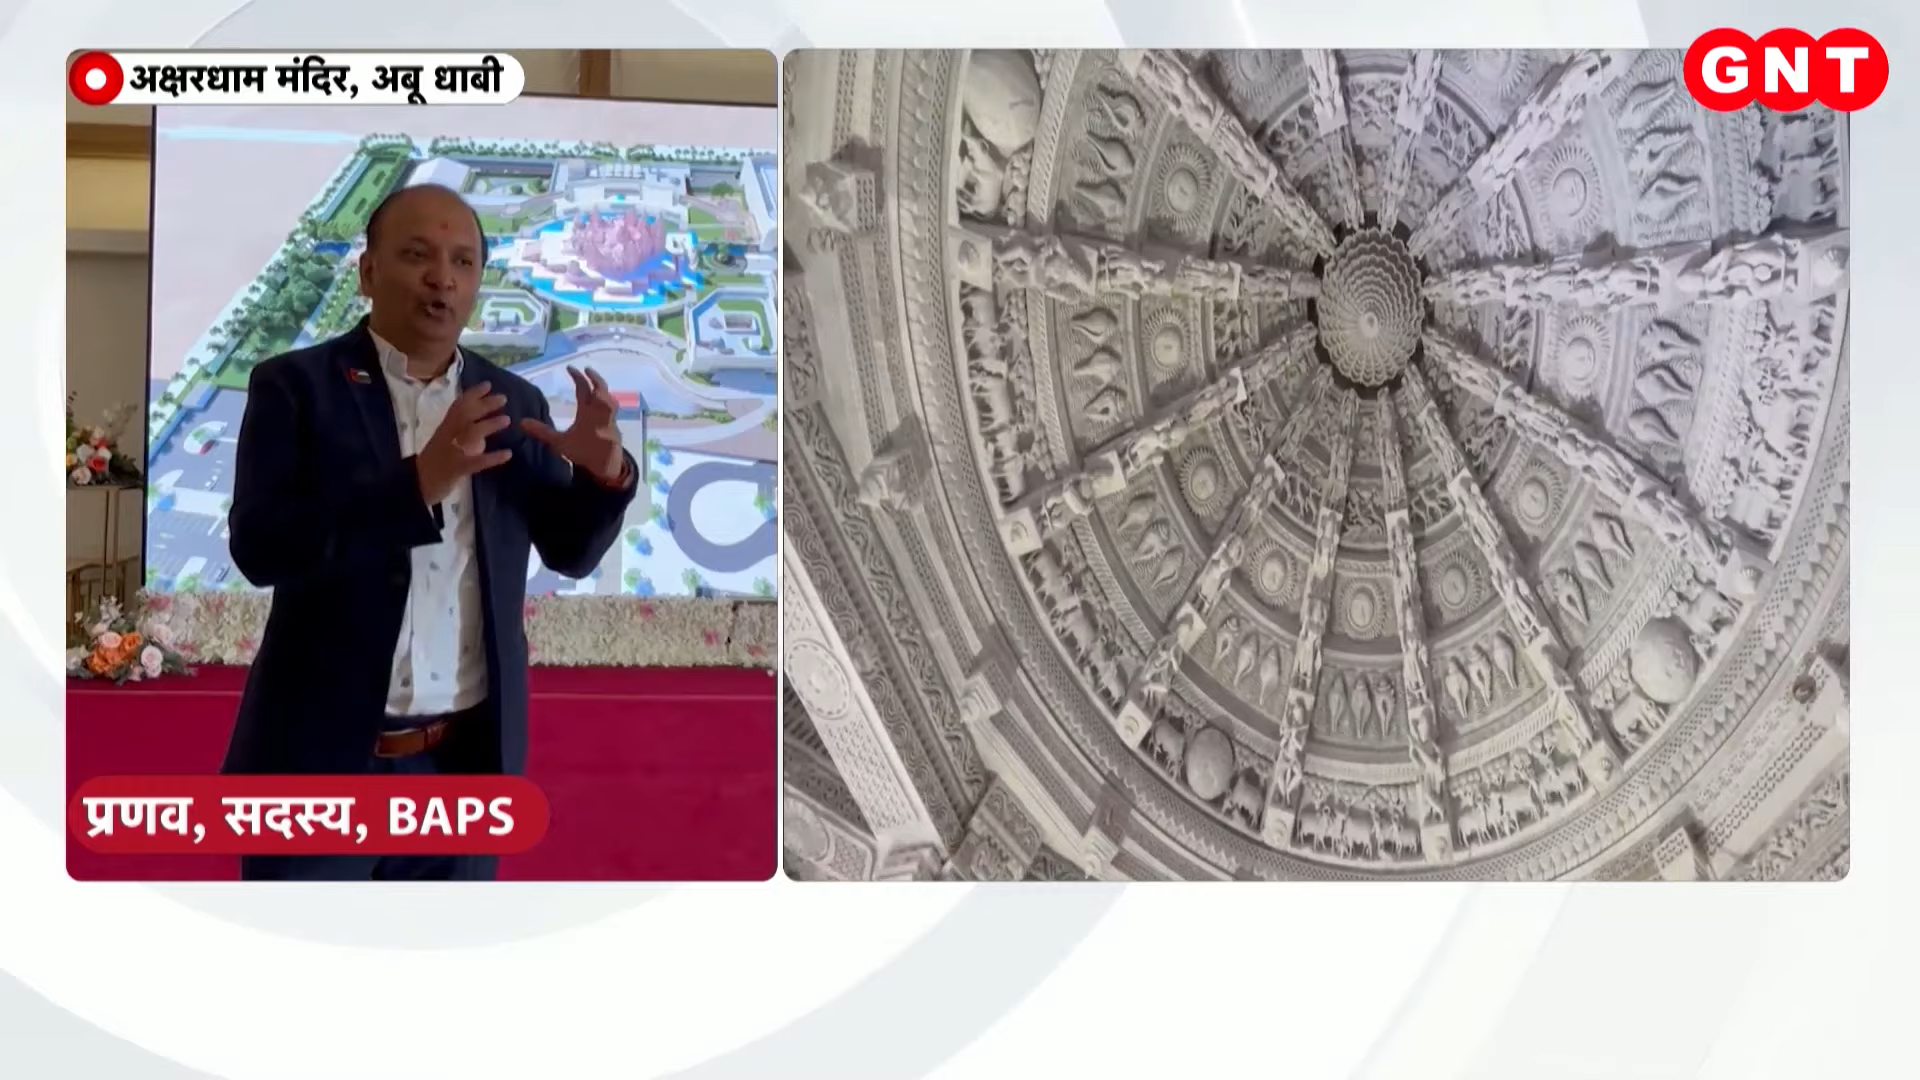 अक्षरधाम मंदिर, अबू धाबी
GNT
प्रणव, सदस्य, BAPS